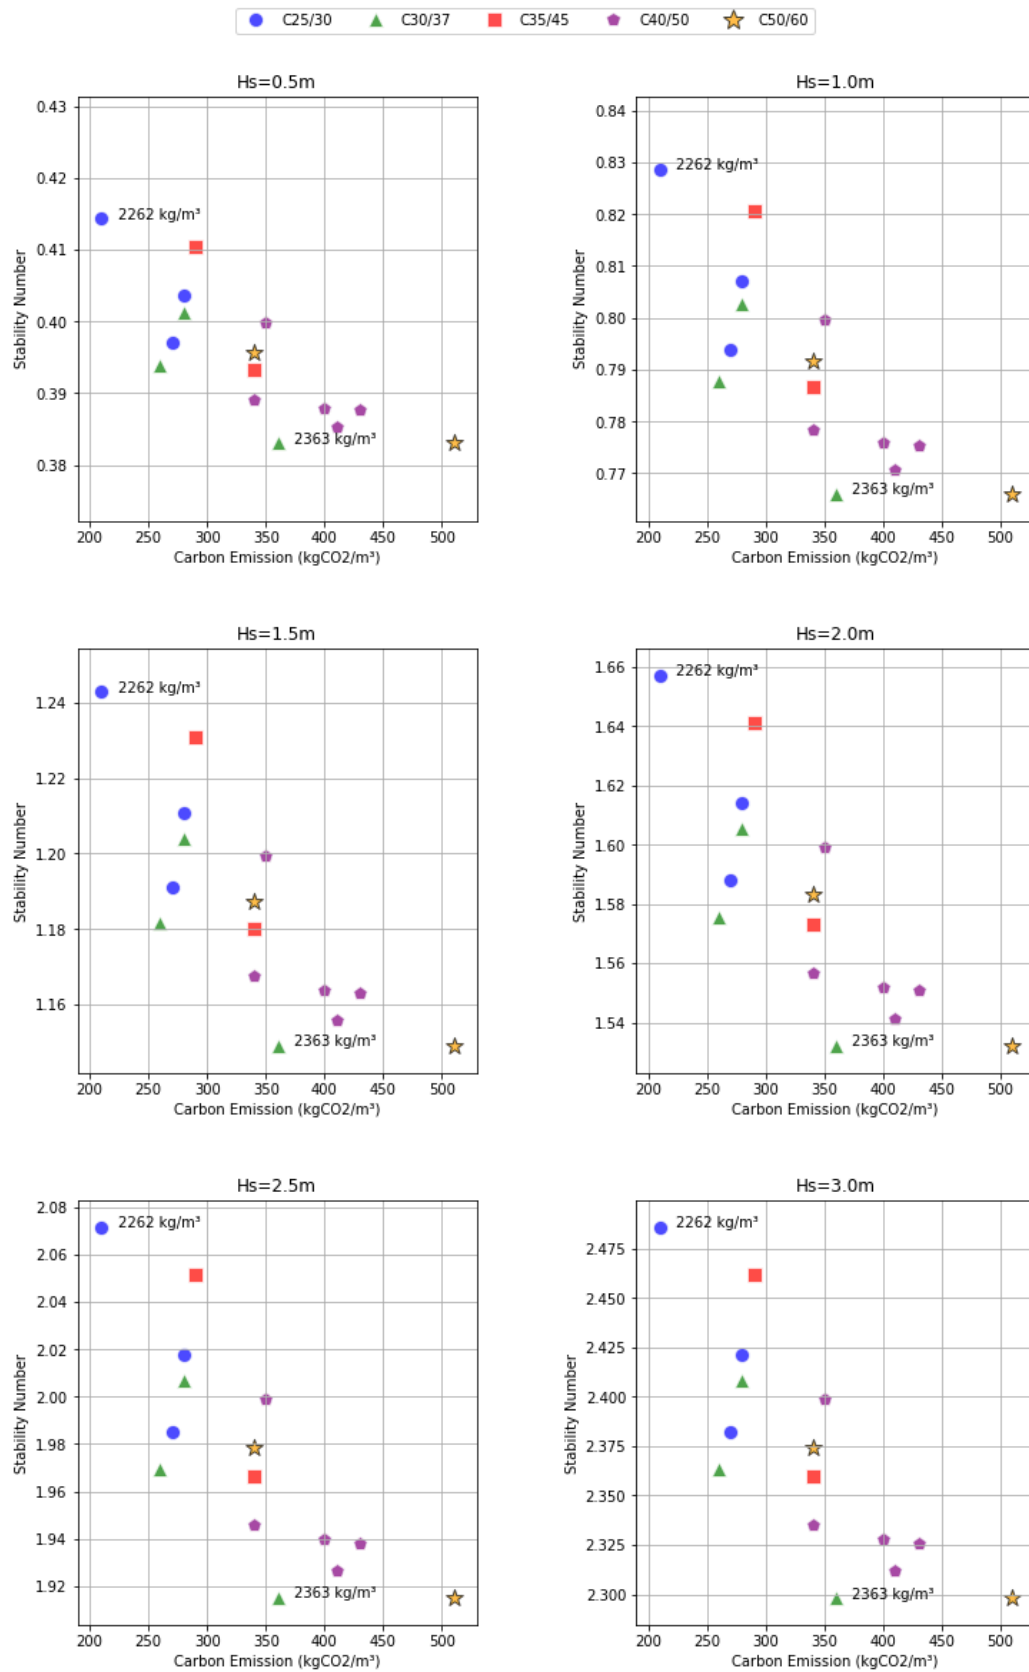 C25/30 C30/37 C35/45 C40/50 C50/60
Hs=0.5m
0.43
0.42
0.41
0.40
0.39
0.38
Stability Number
2262 kg/m³
2363 kg/m³
200 250 300 350 400 450 500
Carbon Emission (kgCO2/m³)
Hs=1.0m
0.84
0.83
0.82
0.81
0.80
0.79
0.78
0.77
Stability Number
2262 kg/m³
2363 kg/m³
200 250 300 350 400 450 500
Carbon Emission (kgCO2/m³)
Hs=1.5m
1.24
1.22
1.20
1.18
1.16
Stability Number
2262 kg/m³
2363 kg/m³
200 250 300 350 400 450 500
Carbon Emission (kgCO2/m³)
Hs=2.0m
1.66
1.64
1.62
1.60
1.58
1.56
1.54
Stability Number
2262 kg/m³
2363 kg/m³
200 250 300 350 400 450 500
Carbon Emission (kgCO2/m³)
Hs=2.5m
2.08
2.06
2.04
2.02
2.00
1.98
1.96
1.94
1.92
Stability Number
2262 kg/m³
2363 kg/m³
200 250 300 350 400 450 500
Carbon Emission (kgCO2/m³)
Hs=3.0m
2.475
2.450
2.425
2.400
2.375
2.350
2.325
2.300
Stability Number
2262 kg/m³
2363 kg/m³
200 250 300 350 400 450 500
Carbon Emission (kgCO2/m³)